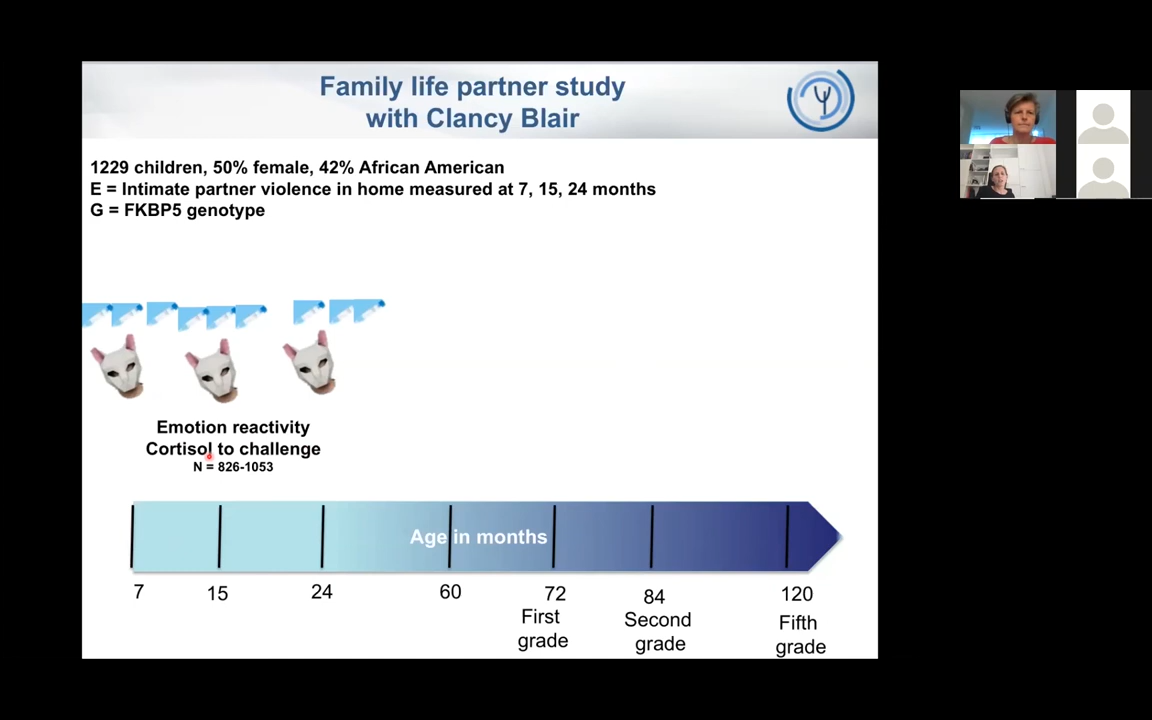 Family life partner study
with Clancy Blair
1229 children, 50% female, 42% African American
E = Intimate partner violence in home measured at 7, 15, 24 months
G = FKBP5 genotype
Emotion reactivity
Cortisol to challenge
N = 826-1053
Age in months
7 15 24 60 72 84 120
First Second Fifth
grade grade grade